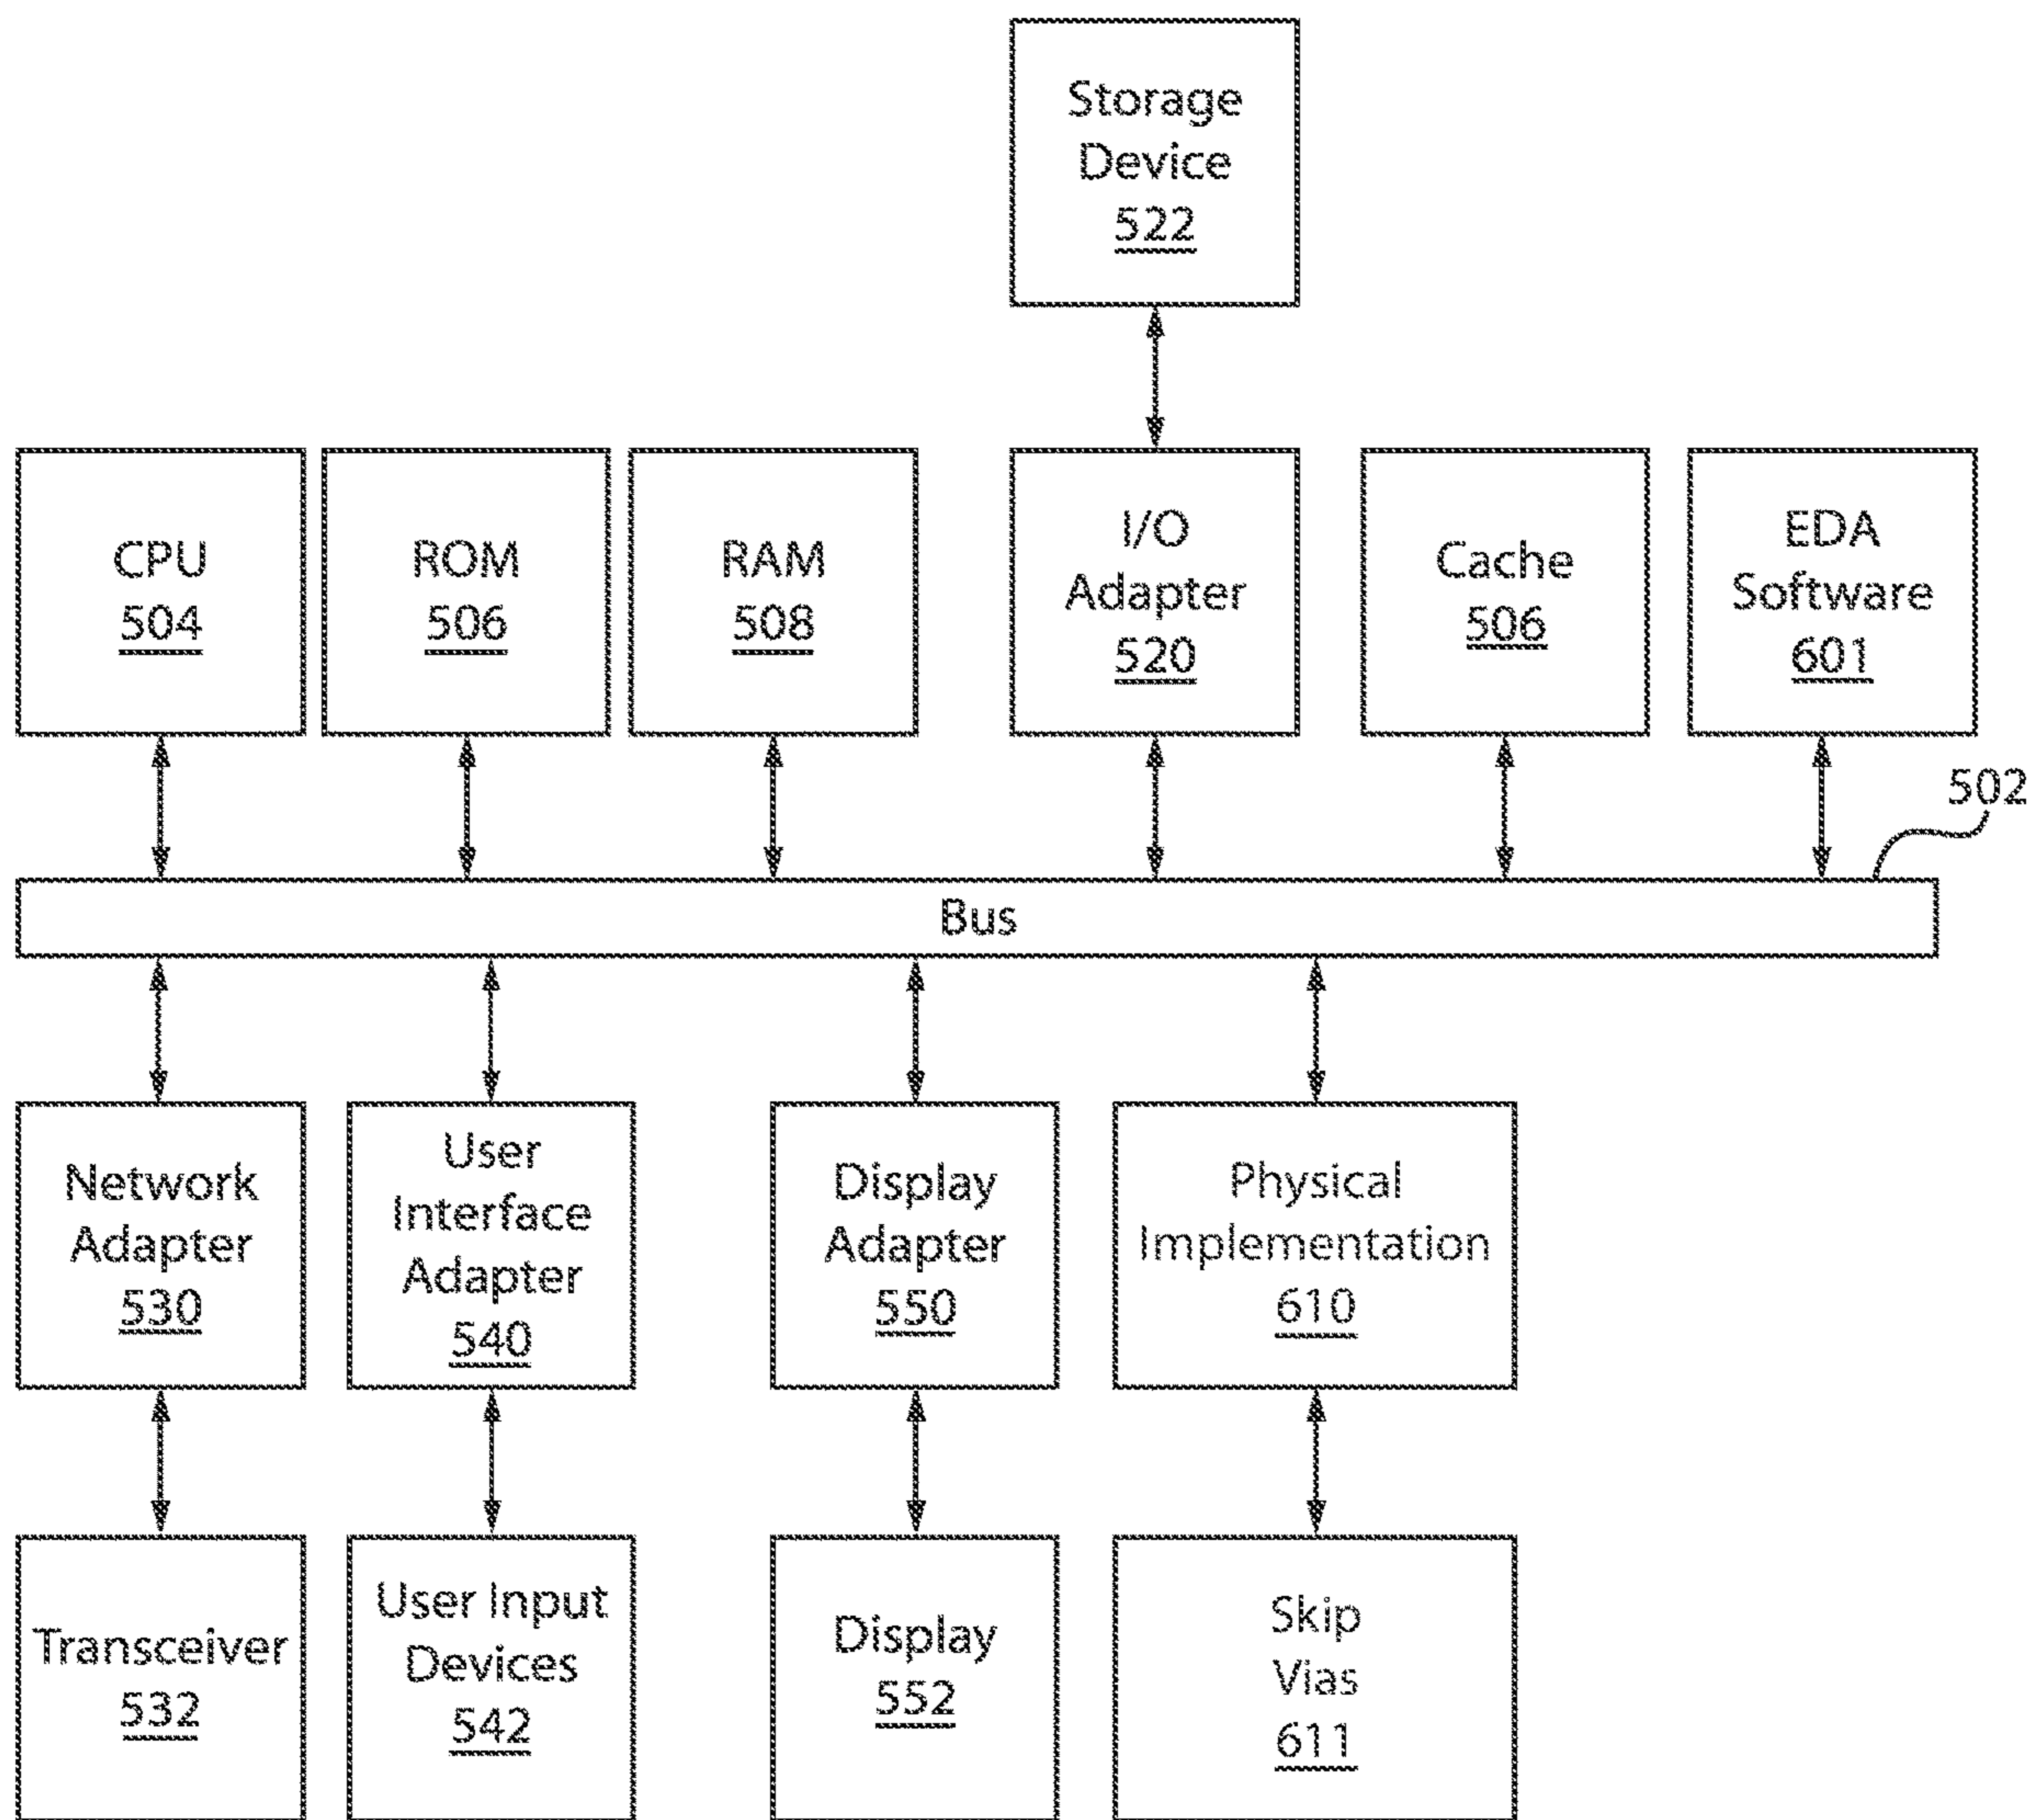 Storage
Device
522
CPU
504
ROM
506
RAM
508
I/O
Adapter
520
Cache
506
EDA
Software
601
502
Bus
Network
Adapter
530
User
Interface
Adapter
540
Display
Adapter
550
Physical
Implementation
610
Transceiver
532
User Input
Devices
542
Display
552
Skip
Vias
611